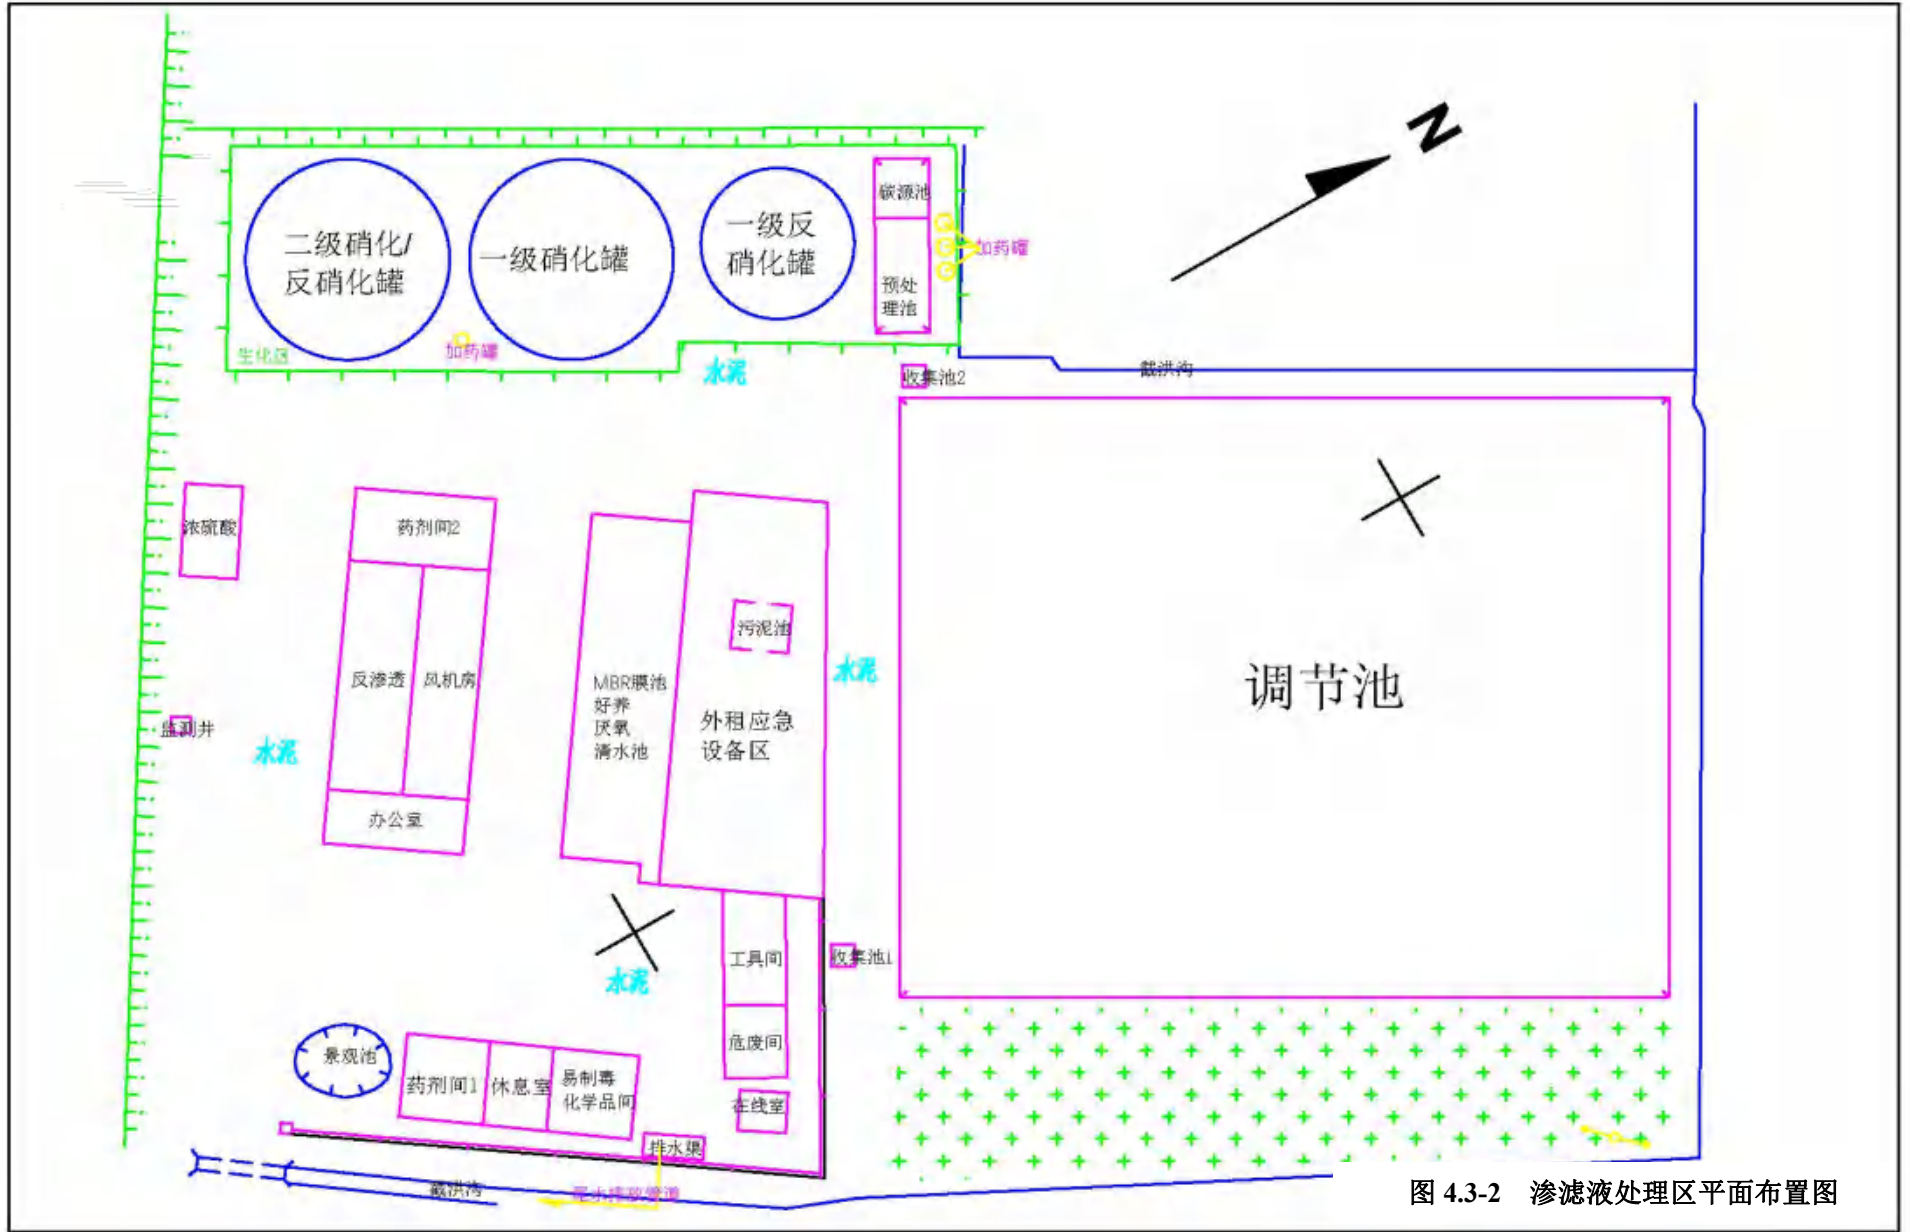 N
二级硝化/
反硝化罐
一级硝化罐
一级反
硝化罐
碳源池
预处
理池
加药罐
加药罐
生化区
水泥
收集池2
截洪沟
浓硫酸
药剂间2
反渗透
风机房
办公室
监测井
水泥
MBR膜池
好养
厌氧
清水池
污泥池
外租应急
设备区
水泥
调节池
水泥
工具间
危废间
在线室
收集池1
景观池
药剂间1
休息室
易制毒
化学品间
排水渠
截洪沟
尾水排放管道
图 4.3-2 渗滤液处理区平面布置图